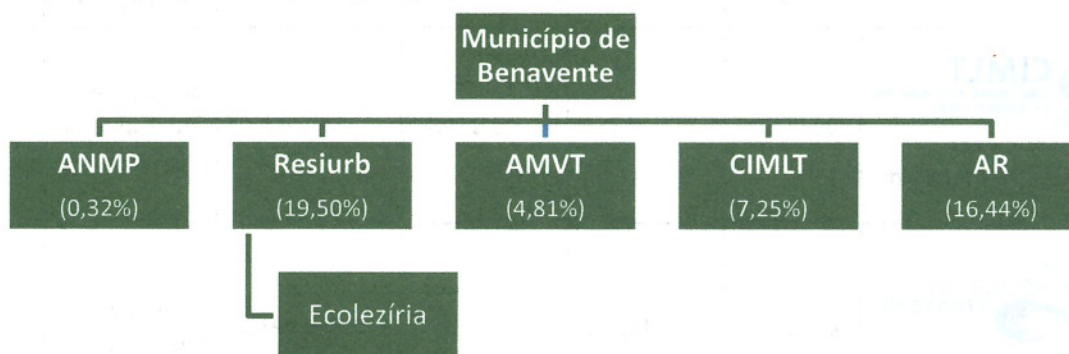 Município de
Benavente
ANMP
(0,32%)
Resiurb
(19,50%)
AMVT
(4,81%)
CIMLT
(7,25%)
AR
(16,44%)
Ecolezíria
CIMLT